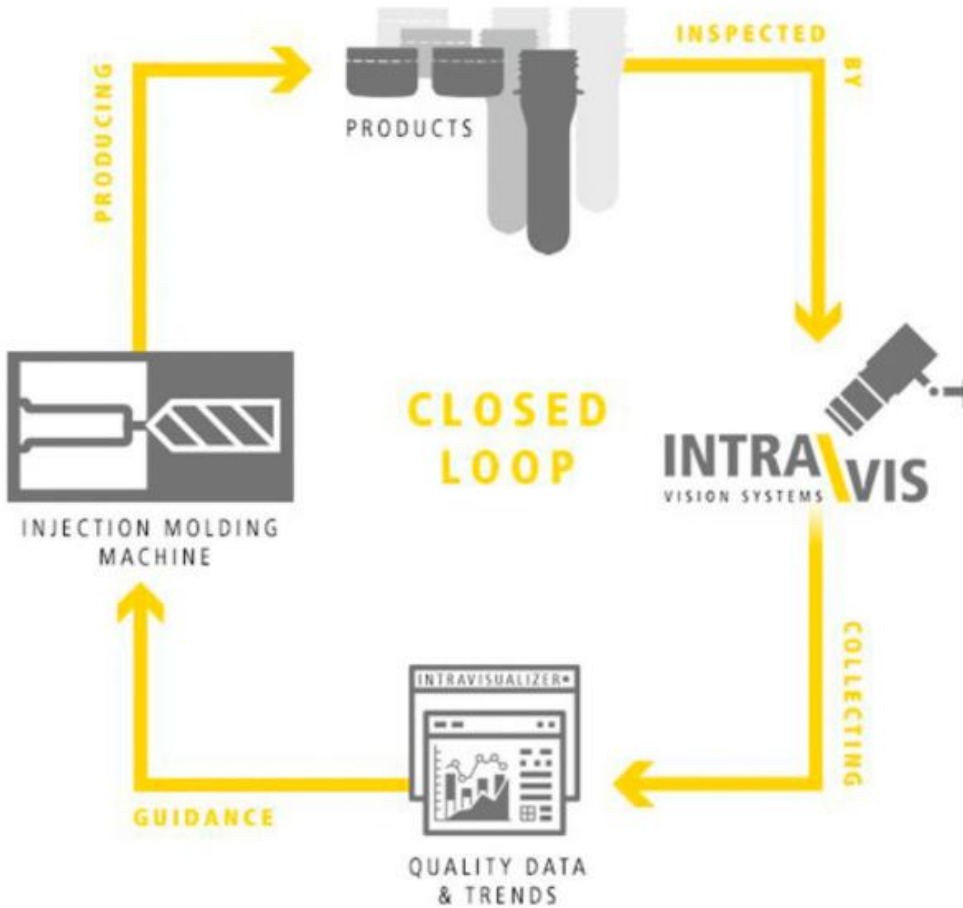 INSPECTED
BY
PRODUCING
PRODUCTS
CLOSED
LOOP
INTRAVIS
VISION SYSTEMS
INJECTION MOLDING
MACHINE
COLLECTING
INTRAVISUALIZER
GUIDANCE
QUALITY DATA
& TRENDS